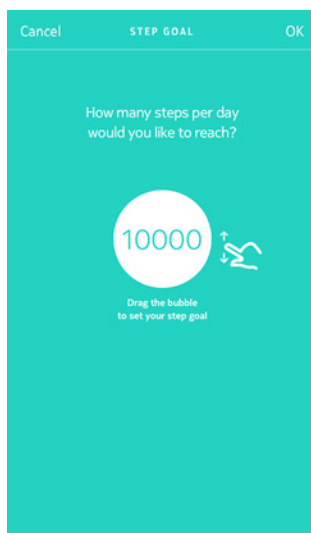 Cancel STEP GOAL OK
How many steps per day
would you like to reach?
10000
Drag the bubble
to set your step goal